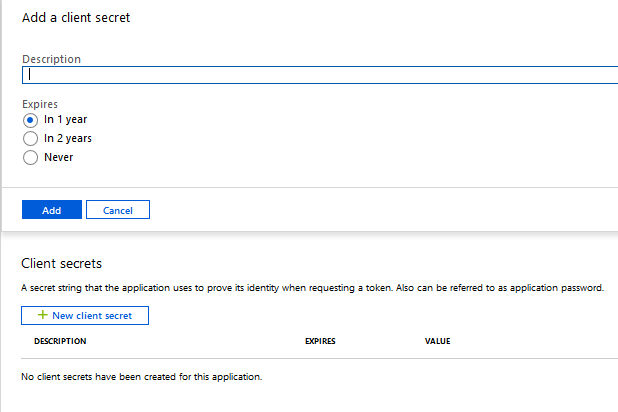 Add a client secret
Description
Expires
In 1 year
In 2 years
Never
Add
Cancel
Client secrets
A secret string that the application uses to prove its identity when requesting a token. Also can be referred to as application password.
+ New client secret
DESCRIPTION EXPIRES VALUE
No client secrets have been created for this application.